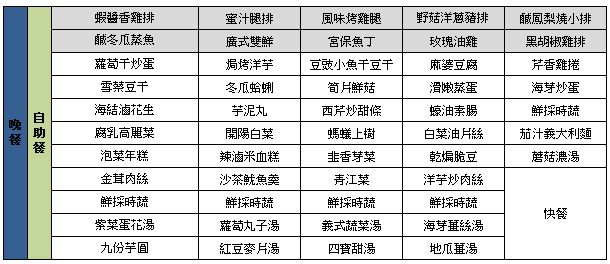 晚餐
自助餐
蝦醬香雞排 蜜汁腿排 風味烤雞腿 野菇洋蔥豬排 鹹鳳梨燒小排
鹹冬瓜蒸魚 廣式雙鮮 宮保魚丁 玫瑰油雞 黑胡椒雞排
蘿蔔干炒蛋 焗烤洋芋 豆豉小魚干豆干 麻婆豆腐 芹香雞捲
雪菜豆干 冬瓜蛤蜊 筍片鮮菇 滑嫩蒸蛋 海芽炒蛋
海結滷花生 芋泥丸 西芹炒甜條 蠔油素腸 鮮採時蔬
腐乳高麗菜 開陽白菜 螞蟻上樹 白菜油片絲 茄汁義大利麵
泡菜年糕 辣滷米血糕 韭香芽菜 乾煸脆豆 蘑菇濃湯
金茸肉絲 沙茶魷魚羹 青江菜 洋芋炒肉絲 快餐
鮮採時蔬 鮮採時蔬 鮮採時蔬 鮮採時蔬
紫菜蛋花湯 蘿蔔丸子湯 義式蔬菜湯 海芽薑絲湯
九份芋圓 紅豆麥片湯 四寶甜湯 地瓜薑湯